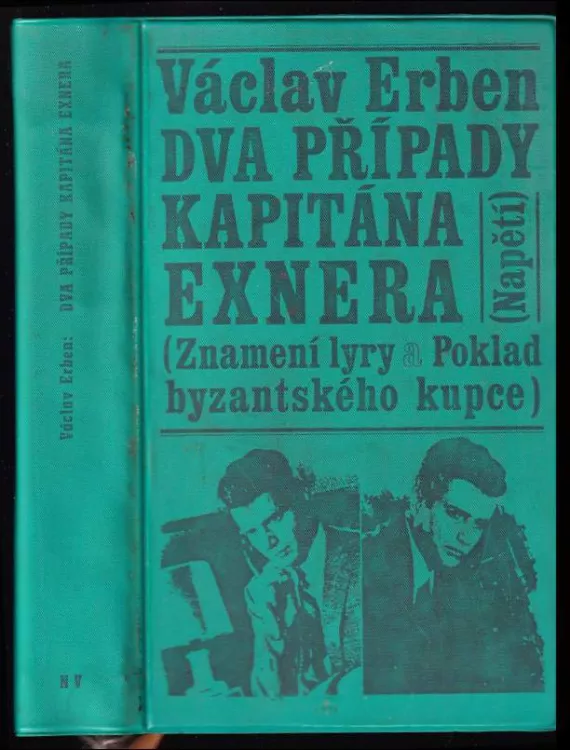 Václav Erben: DVA PŘÍPADY KAPITÁNA EXNERA
NV
Václav Erben
DVA PŘÍPADY
KAPITÁNA
EXNERA
(Napětí)
(Znamení lyry a Poklad
byzantského kupce)